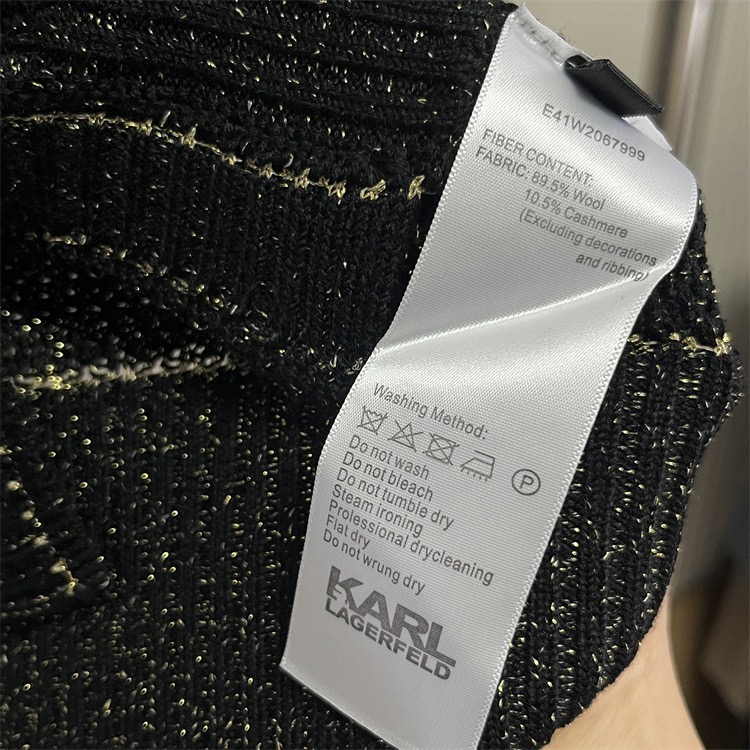 E41W2067999
FIBER CONTENT:
FABRIC: 89.5% Wool
10.5% Cashmere
(Excluding decorations
and ribbing)
Washing Method:
P
Do not wash
Do not bleach
Do not tumble dry
Steam ironing
Professional drycleaning
Flat dry
Do not wrung dry
KARL
LAGERFELD